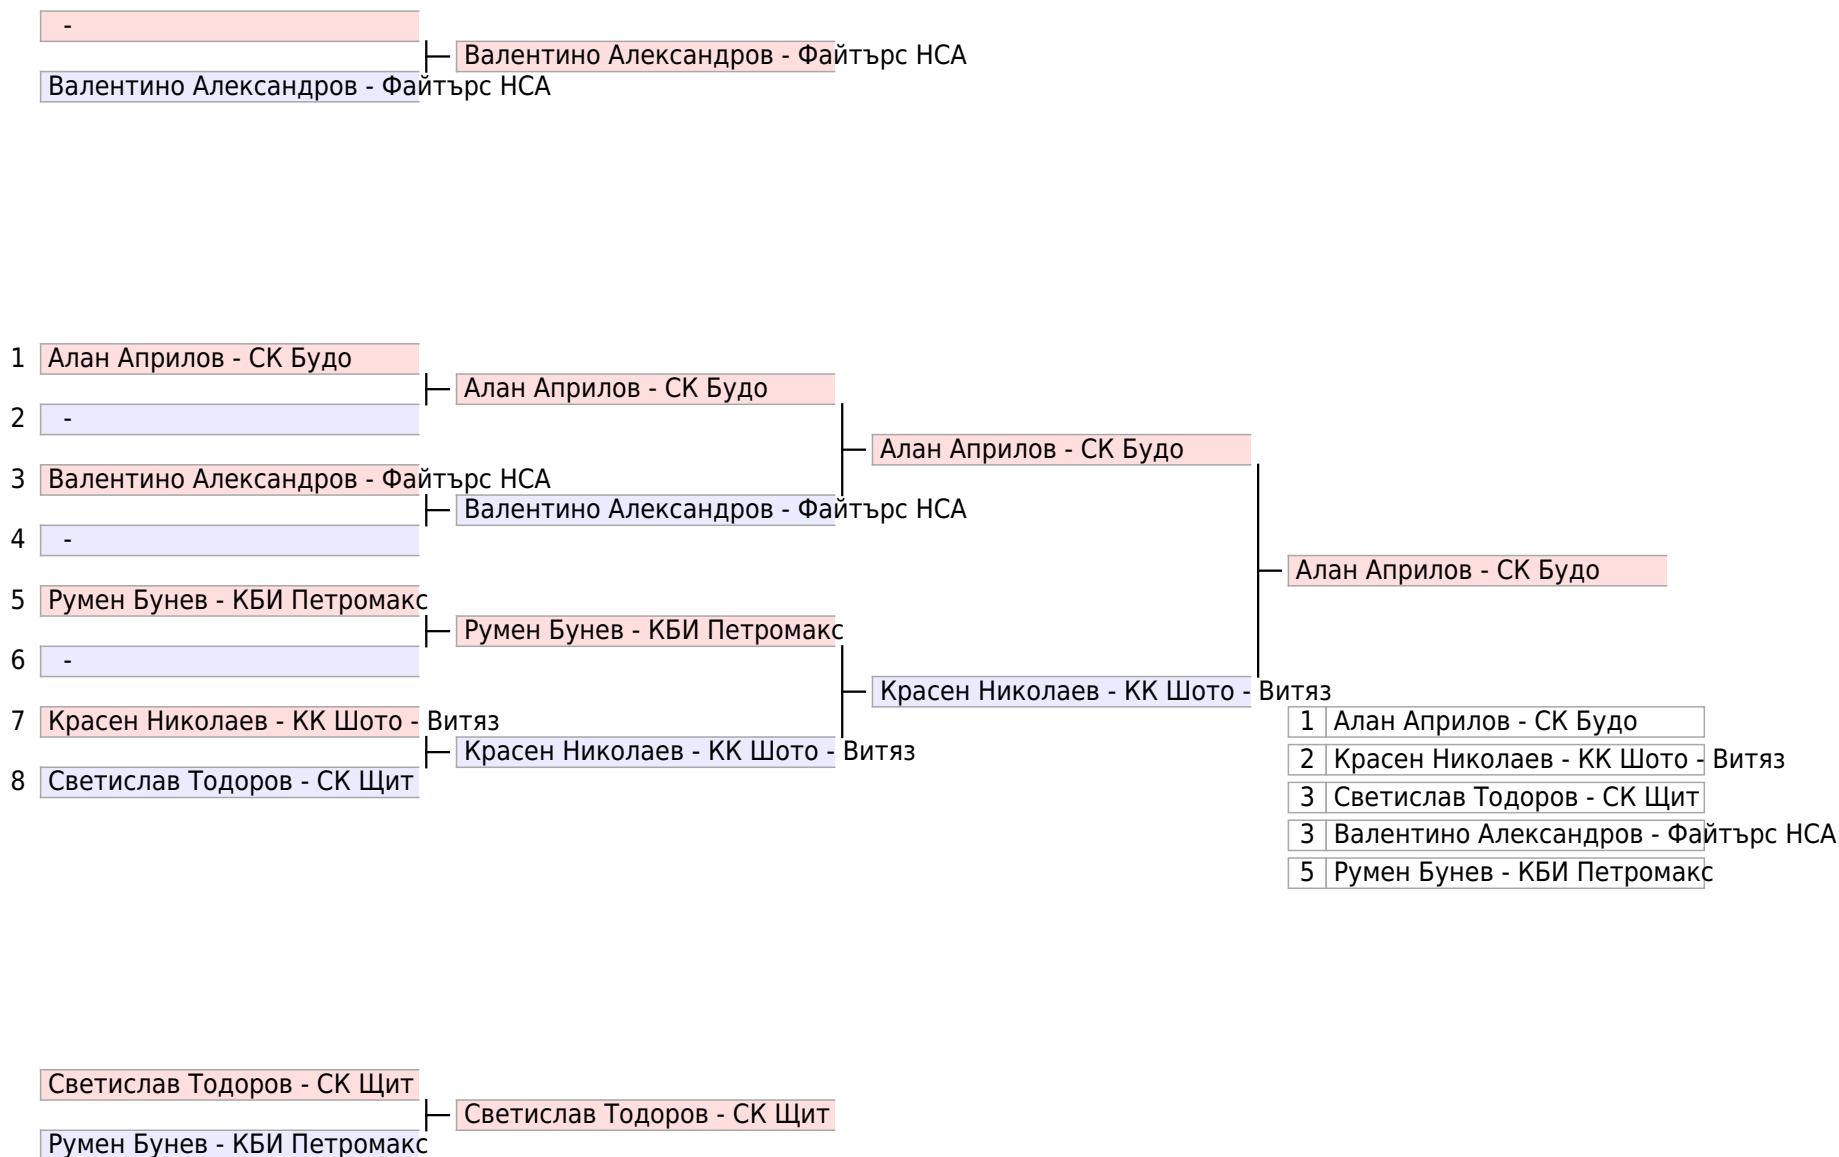 -
Валентино Александров - Файтърс НСА
Валентино Александров - Файтърс НСА
1 Алан Априлов - СК Будо
Алан Априлов - СК Будо
2 -
Алан Априлов - СК Будо
3 Валентино Александров - Файтърс НСА
Валентино Александров - Файтърс НСА
4 -
Алан Априлов - СК Будо
5 Румен Бунев - КБИ Петромакс
Румен Бунев - КБИ Петромакс
6 -
Красен Николаев - КК Шото - Витяз
7 Красен Николаев - КК Шото - Витяз
Красен Николаев - КК Шото - Витяз
8 Светислав Тодоров - СК Щит
1 Алан Априлов - СК Будо
2 Красен Николаев - КК Шото - Витяз
3 Светислав Тодоров - СК Щит
3 Валентино Александров - Файтърс НСА
5 Румен Бунев - КБИ Петромакс
Светислав Тодоров - СК Щит
Светислав Тодоров - СК Щит
Румен Бунев - КБИ Петромакс